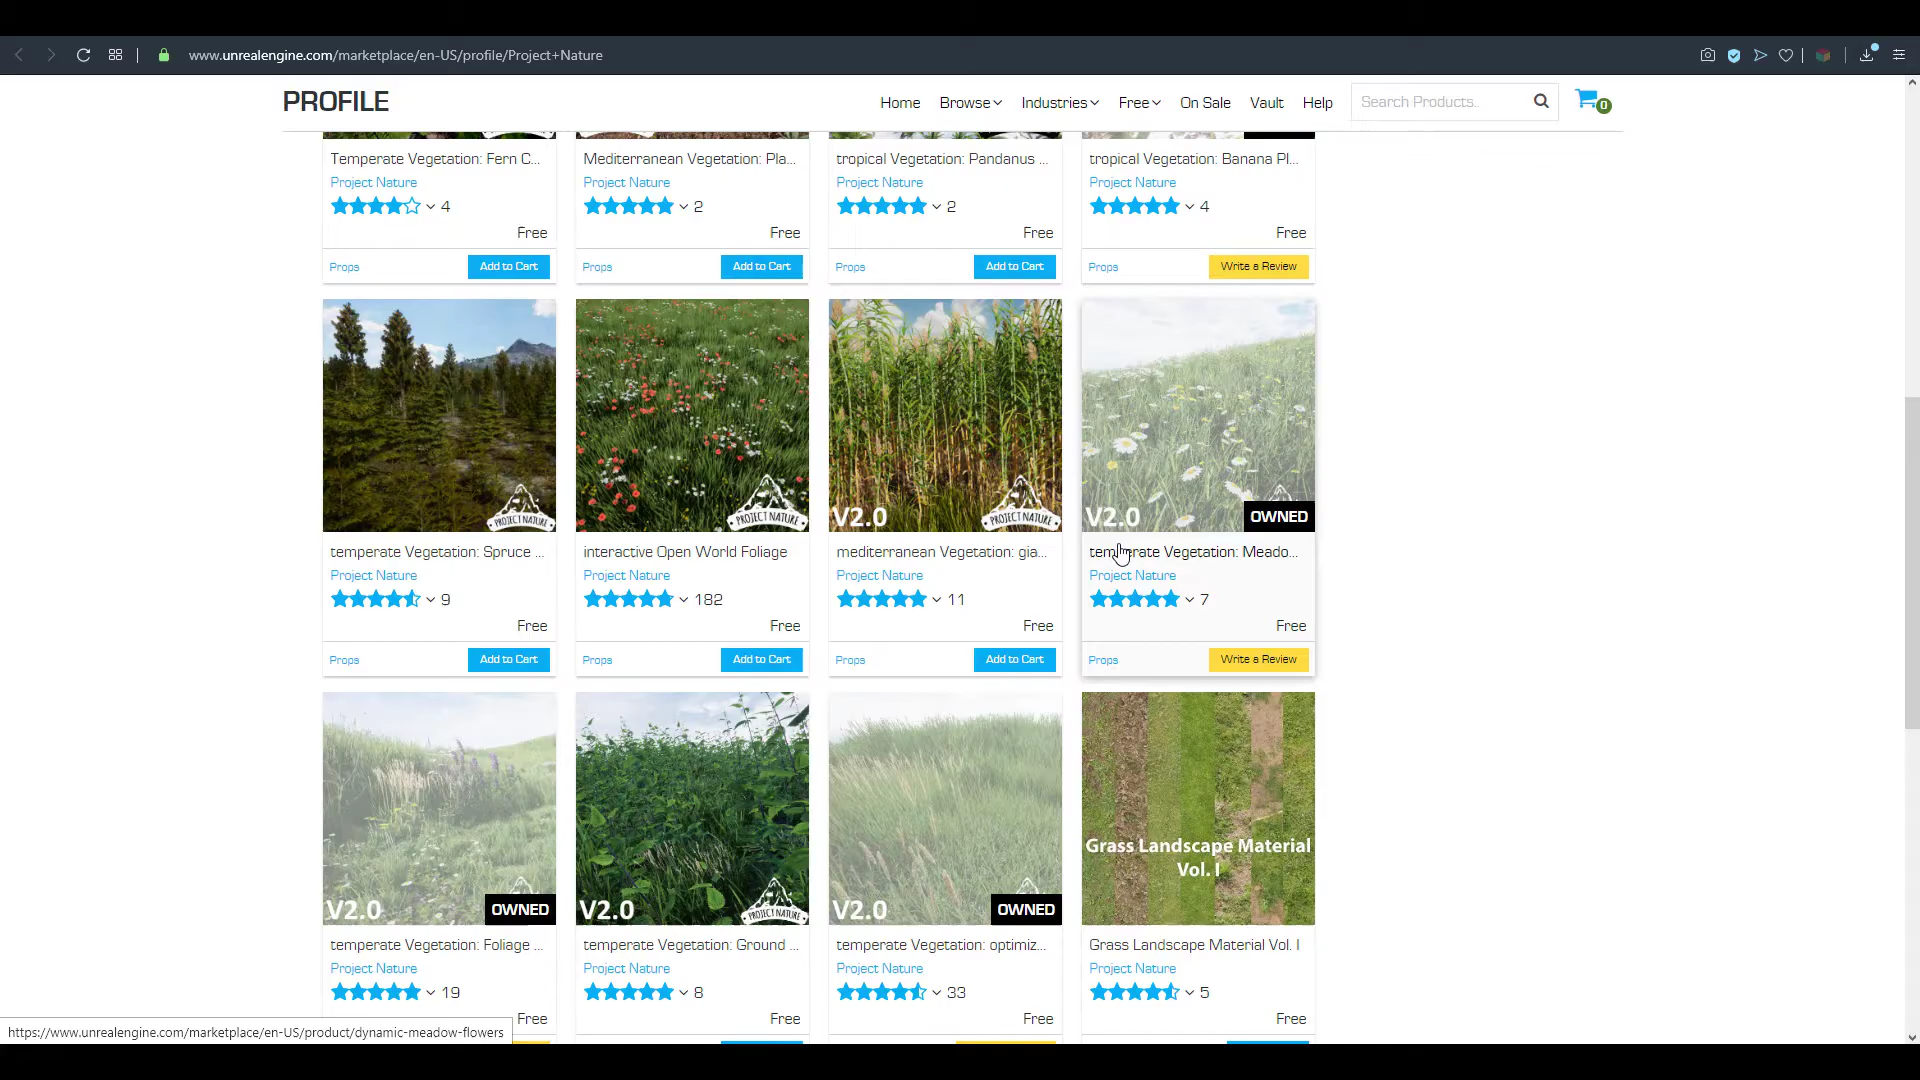 www.unrealengine.com/marketplace/en-US/profile/Project+Nature
PROFILE
Home Browse Industries Free On Sale Vault Help Search Products.. 0
Temperate Vegetation: Fern C... Mediterranean Vegetation: Pla... tropical Vegetation: Pandanus ... tropical Vegetation: Banana Pl...
Project Nature Project Nature Project Nature Project Nature
4 2 2 4
Free Free Free Free
Props Add to Cart Props Add to Cart Props Add to Cart Props Write a Review
PROJECT NATURE PROJECT NATURE V2.0 PROJECT NATURE V2.0 OWNED
temperate Vegetation: Spruce ... interactive Open World Foliage mediterranean Vegetation: gia... temperate Vegetation: Meado...
Project Nature Project Nature Project Nature Project Nature
9 182 11 7
Free Free Free Free
Props Add to Cart Props Add to Cart Props Add to Cart Props Write a Review
Grass Landscape Material
Vol. I
V2.0 OWNED V2.0 PROJECT NATURE V2.0 OWNED
temperate Vegetation: Foliage ... temperate Vegetation: Ground ... temperate Vegetation: optimiz... Grass Landscape Material Vol. I
Project Nature Project Nature Project Nature Project Nature
19 8 33 5
Free Free Free Free
https://www.unrealengine.com/marketplace/en-US/product/dynamic-meadow-flowers